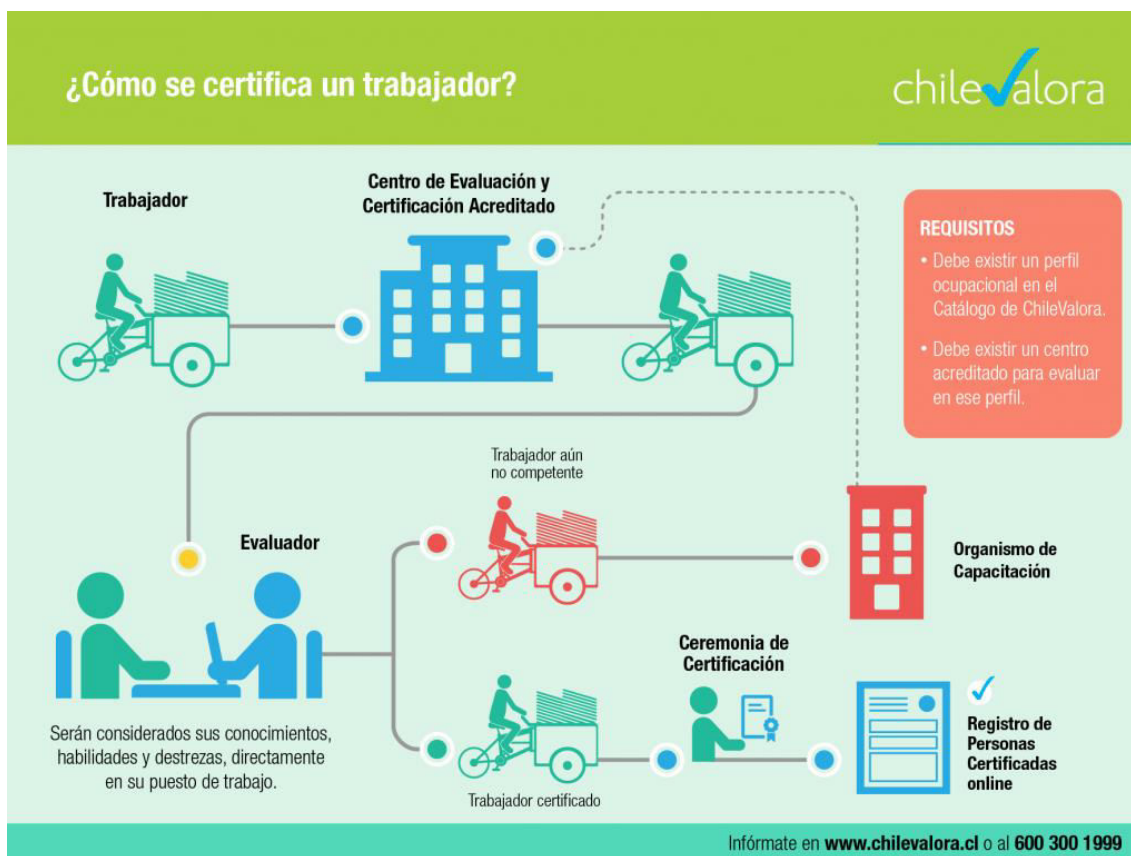 ¿Cómo se certifica un trabajador?
chilevalora
Trabajador
Centro de Evaluación y
Certificación Acreditado
REQUISITOS
• Debe existir un perfil
ocupacional en el
Catálogo de ChileValora.
• Debe existir un centro
acreditado para evaluar
en ese perfil.
Trabajador aún
no competente
Evaluador
Organismo de
Capacitación
Ceremonia de
Certificación
Serán considerados sus conocimientos,
habilidades y destrezas, directamente
en su puesto de trabajo.
Trabajador certificado
Registro de
Personas
Certificadas
online
Infórmate en www.chilevalora.cl o al 600 300 1999